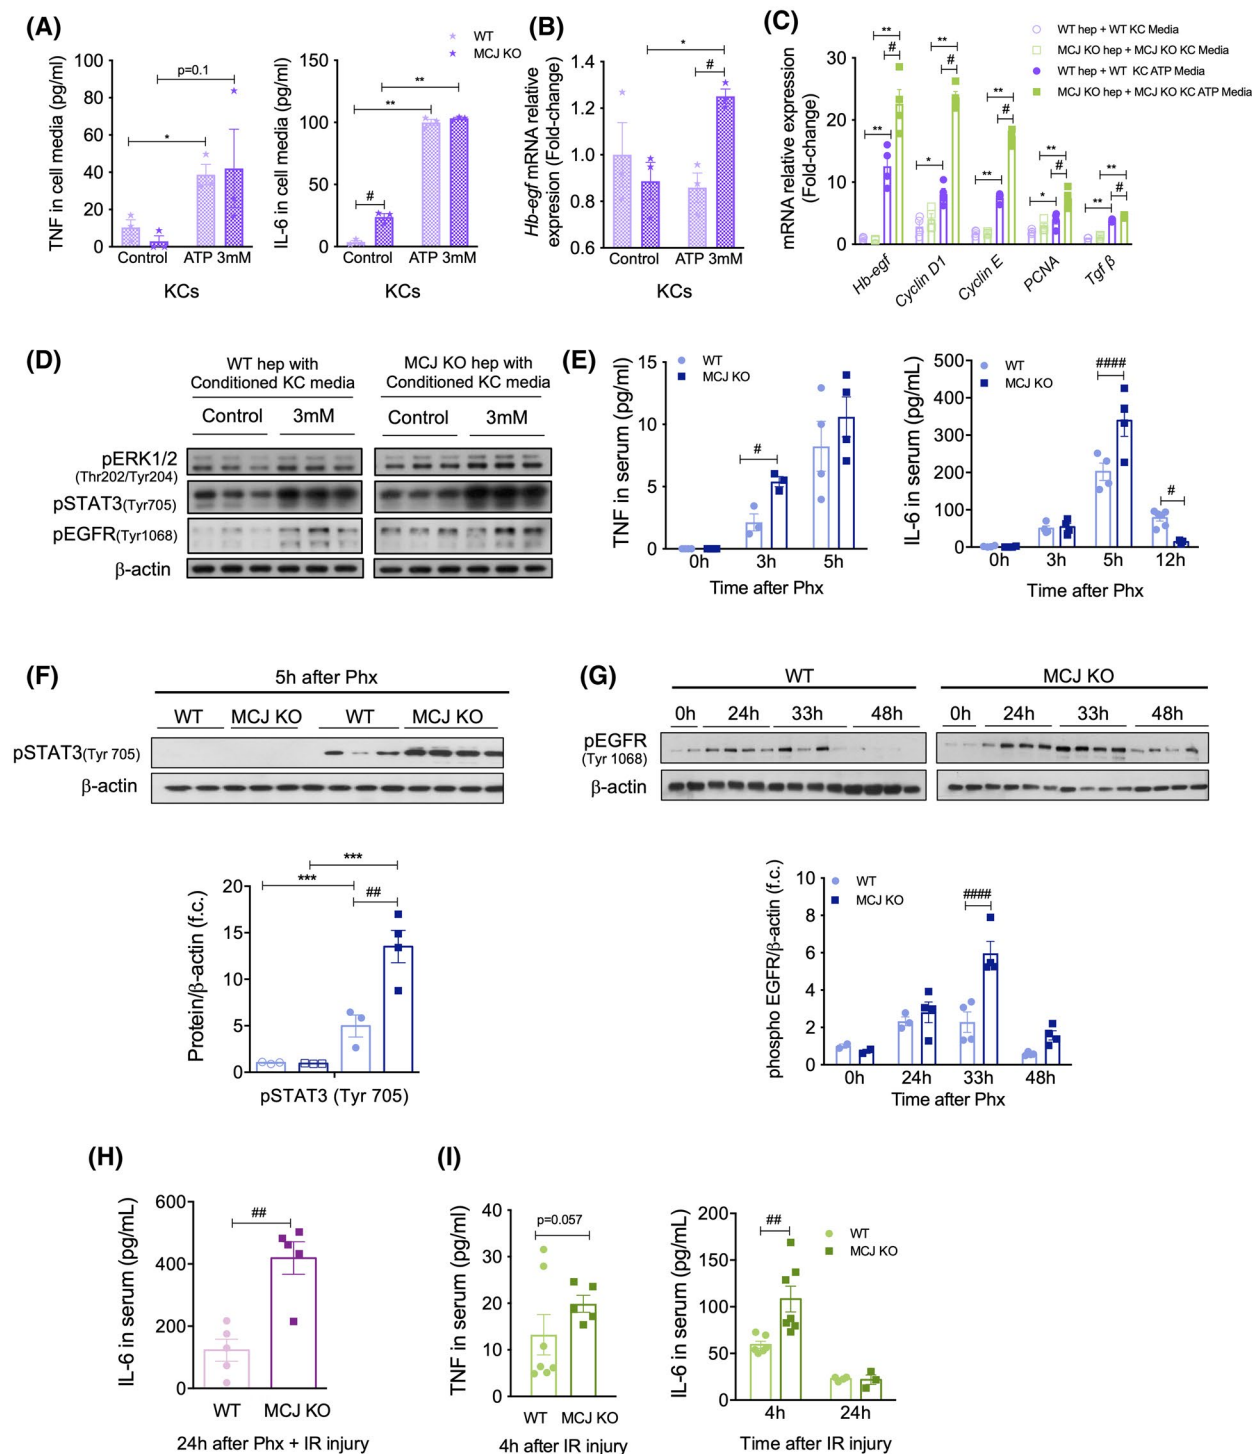 (A)
WT
MCJ KO
TNF in cell media (pg/ml)
100
80
60
40
20
0
p=0.1
*
Control
ATP 3mM
KCs
IL-6 in cell media (pg/ml)
150
100
50
0
**
**
#
Control
ATP 3mM
KCs
(B)
Hb-egf mRNA relative
expression (Fold-change)
1.4
1.2
1.0
0.8
0.6
*
#
Control
ATP 3mM
KCs
(C)
WT hep + WT KC Media
MCJ KO hep + MCJ KO KC Media
WT hep + WT KC ATP Media
MCJ KO hep + MCJ KO KC ATP Media
mRNA relative expression
(Fold-change)
30
20
10
0
**
#
**
**
#
*
**
#
**
**
#
*
**
#
**
Hb-egf
Cyclin D1
Cyclin E
PCNA
Tgf β
(D)
WT hep with
Conditioned KC media
MCJ KO hep with
Conditioned KC media
Control
3mM
Control
3mM
pERK1/2
(Thr202/Tyr204)
pSTAT3(Tyr705)
pEGFR(Tyr1068)
β-actin
(E)
WT
MCJ KO
TNF in serum (pg/ml)
15
10
5
0
#
0h
3h
5h
Time after Phx
WT
MCJ KO
IL-6 in serum (pg/mL)
500
400
300
200
100
0
####
#
0h
3h
5h
12h
Time after Phx
(F)
5h after Phx
WT
MCJ KO
WT
MCJ KO
pSTAT3(Tyr 705)
β-actin
Protein/β-actin (f.c.)
20
15
10
5
0
***
***
##
pSTAT3 (Tyr 705)
(G)
WT
MCJ KO
0h
24h
33h
48h
0h
24h
33h
48h
pEGFR
(Tyr 1068)
β-actin
phospho EGFR/β-actin (f.c.)
10
8
6
4
2
0
WT
MCJ KO
####
0h
24h
33h
48h
Time after Phx
(H)
IL-6 in serum (pg/mL)
600
400
200
0
##
WT
MCJ KO
24h after Phx + IR injury
(I)
TNF in serum (pg/ml)
40
30
20
10
0
p=0.057
WT
MCJ KO
4h after IR injury
IL-6 in serum (pg/mL)
200
150
100
50
0
##
WT
MCJ KO
4h
24h
Time after IR injury